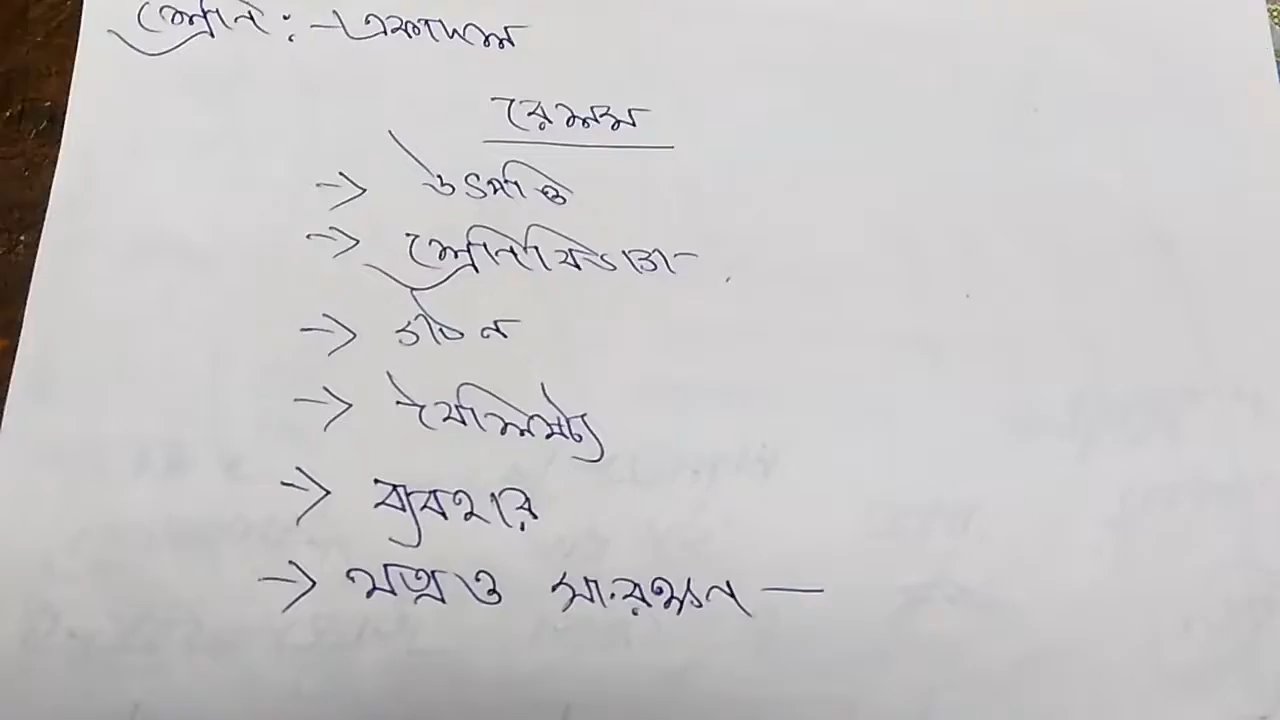 শ্রেণি :- একাদশ
রেশম
→ উৎপত্তি
→ শ্রেণিবিভাগ -
→ গঠন
→ বৈশিষ্ট্য
→ ব্যবহার
→ যত্ন ও সংরক্ষণ —